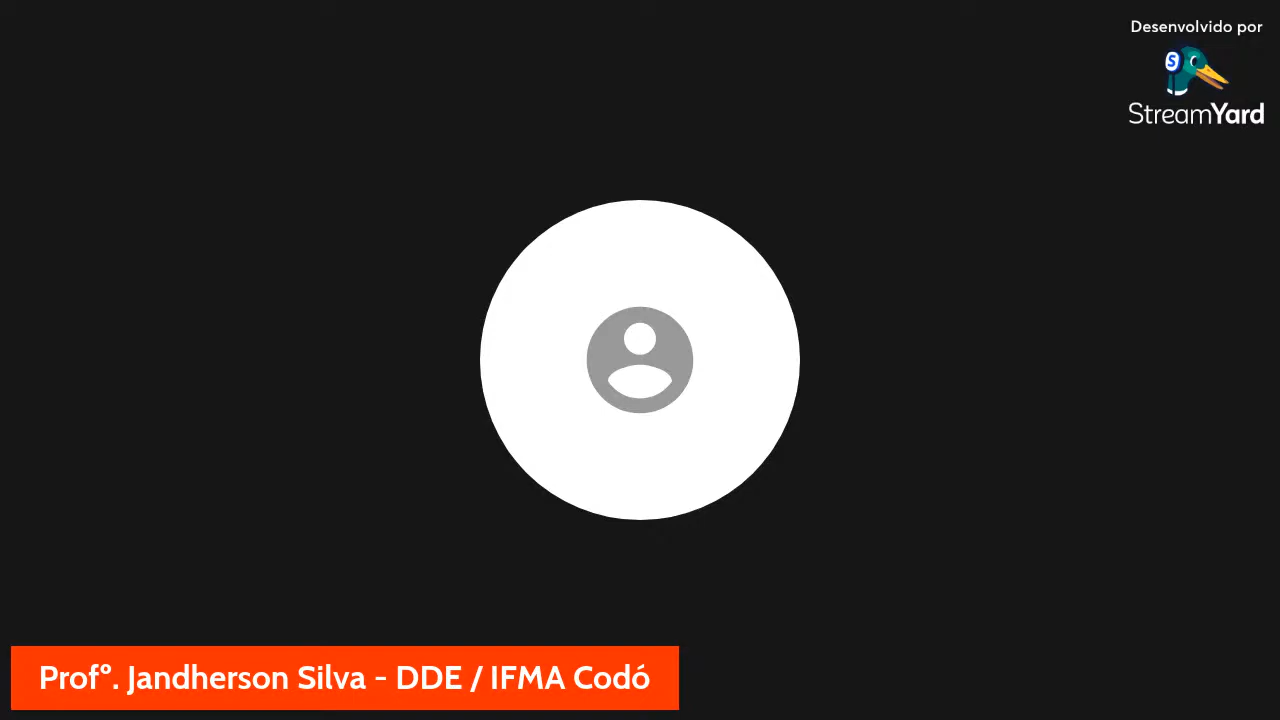 Desenvolvido por
S
StreamYard
Profº. Jandherson Silva - DDE / IFMA Codó